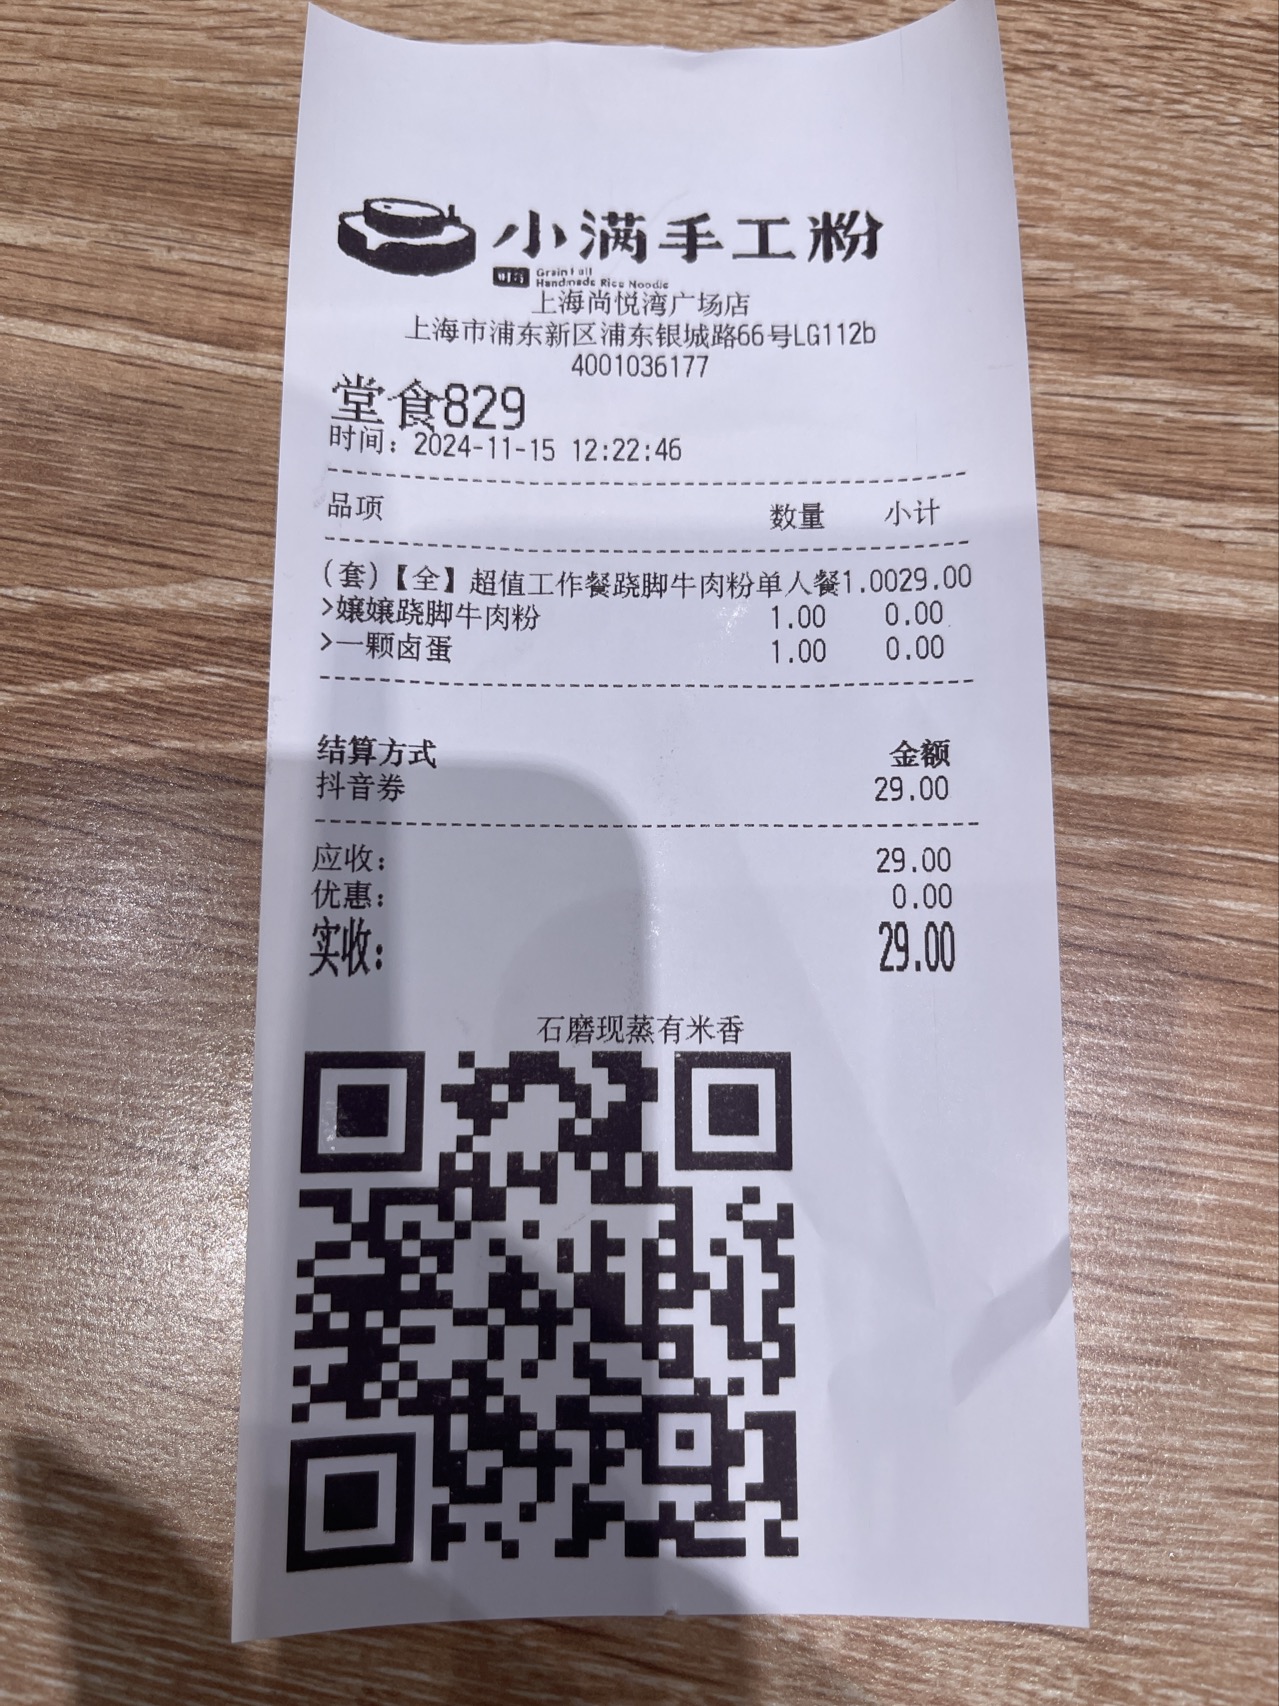 小满手工粉
Grain Full
Handmade Rice Noodle
上海尚悦湾广场店
上海市浦东新区浦东银城路66号LG112b
4001036177
堂食829
时间：2024-11-15 12:22:46
品项 数量 小计
(套)【全】超值工作餐跷脚牛肉粉单人餐1.0029.00
>嬢嬢跷脚牛肉粉 1.00 0.00
>一颗卤蛋 1.00 0.00
结算方式 金额
抖音券 29.00
应收： 29.00
优惠： 0.00
实收： 29.00
石磨现蒸有米香